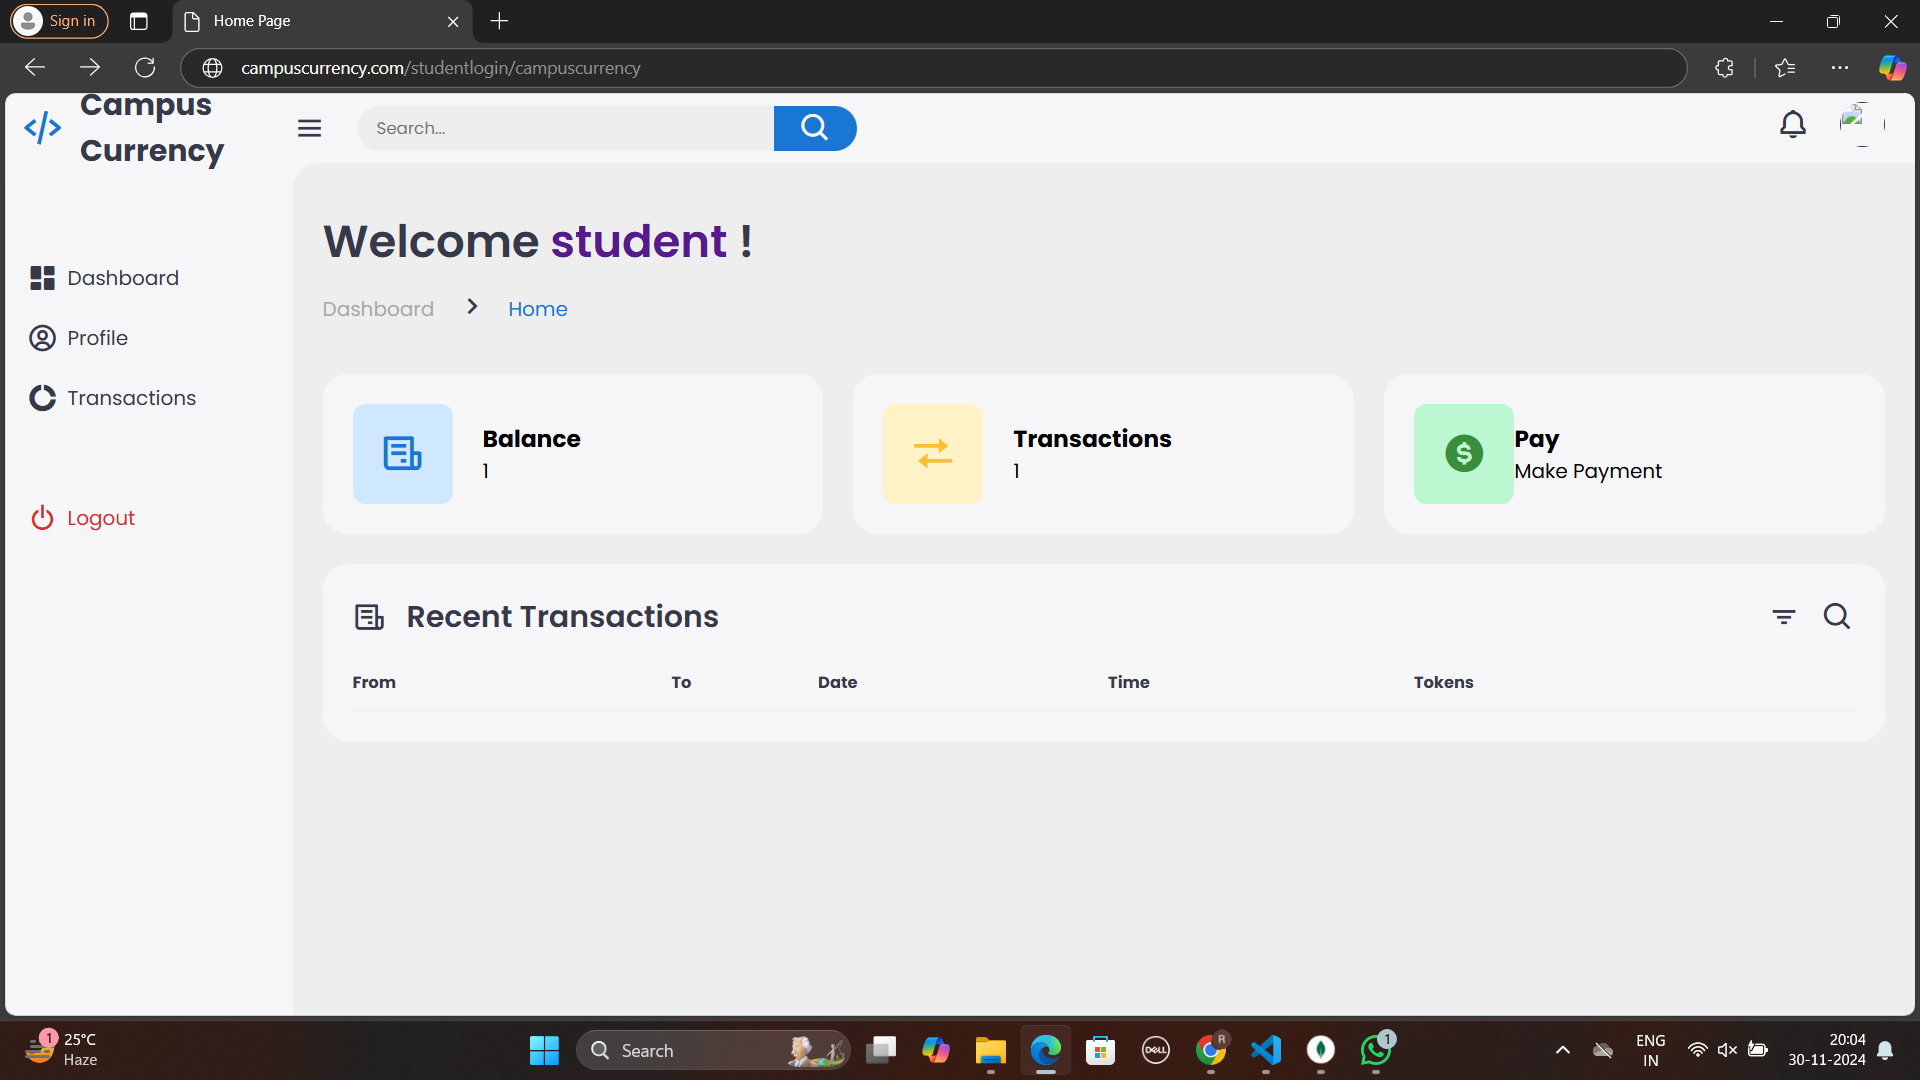 Sign in
Home Page
campuscurrency.com/studentlogin/campuscurrency
Campus
Currency
Search...
Welcome student !
Dashboard
Home
Dashboard
Profile
Transactions
Logout
Balance
1
Transactions
1
Pay
Make Payment
Recent Transactions
From To Date Time Tokens
1
25°C
Haze
Search
DELL
R
1
ENG
IN
20:04
30-11-2024